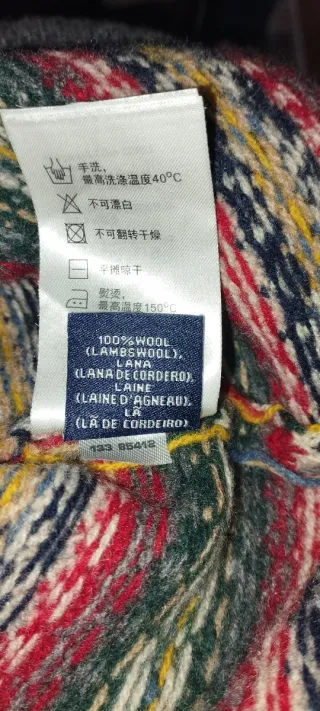 手洗，
最高洗涤温度40°C
不可漂白
不可翻转干燥
平摊晾干
熨烫，
最高温度150°C
100%WOOL
(LAMBSWOOL),
LANA
(LANA DE CORDERO),
LAINE
(LAINE D'AGNEAU),
LÃ
(LÃ DE CORDEIRO)
133 85412